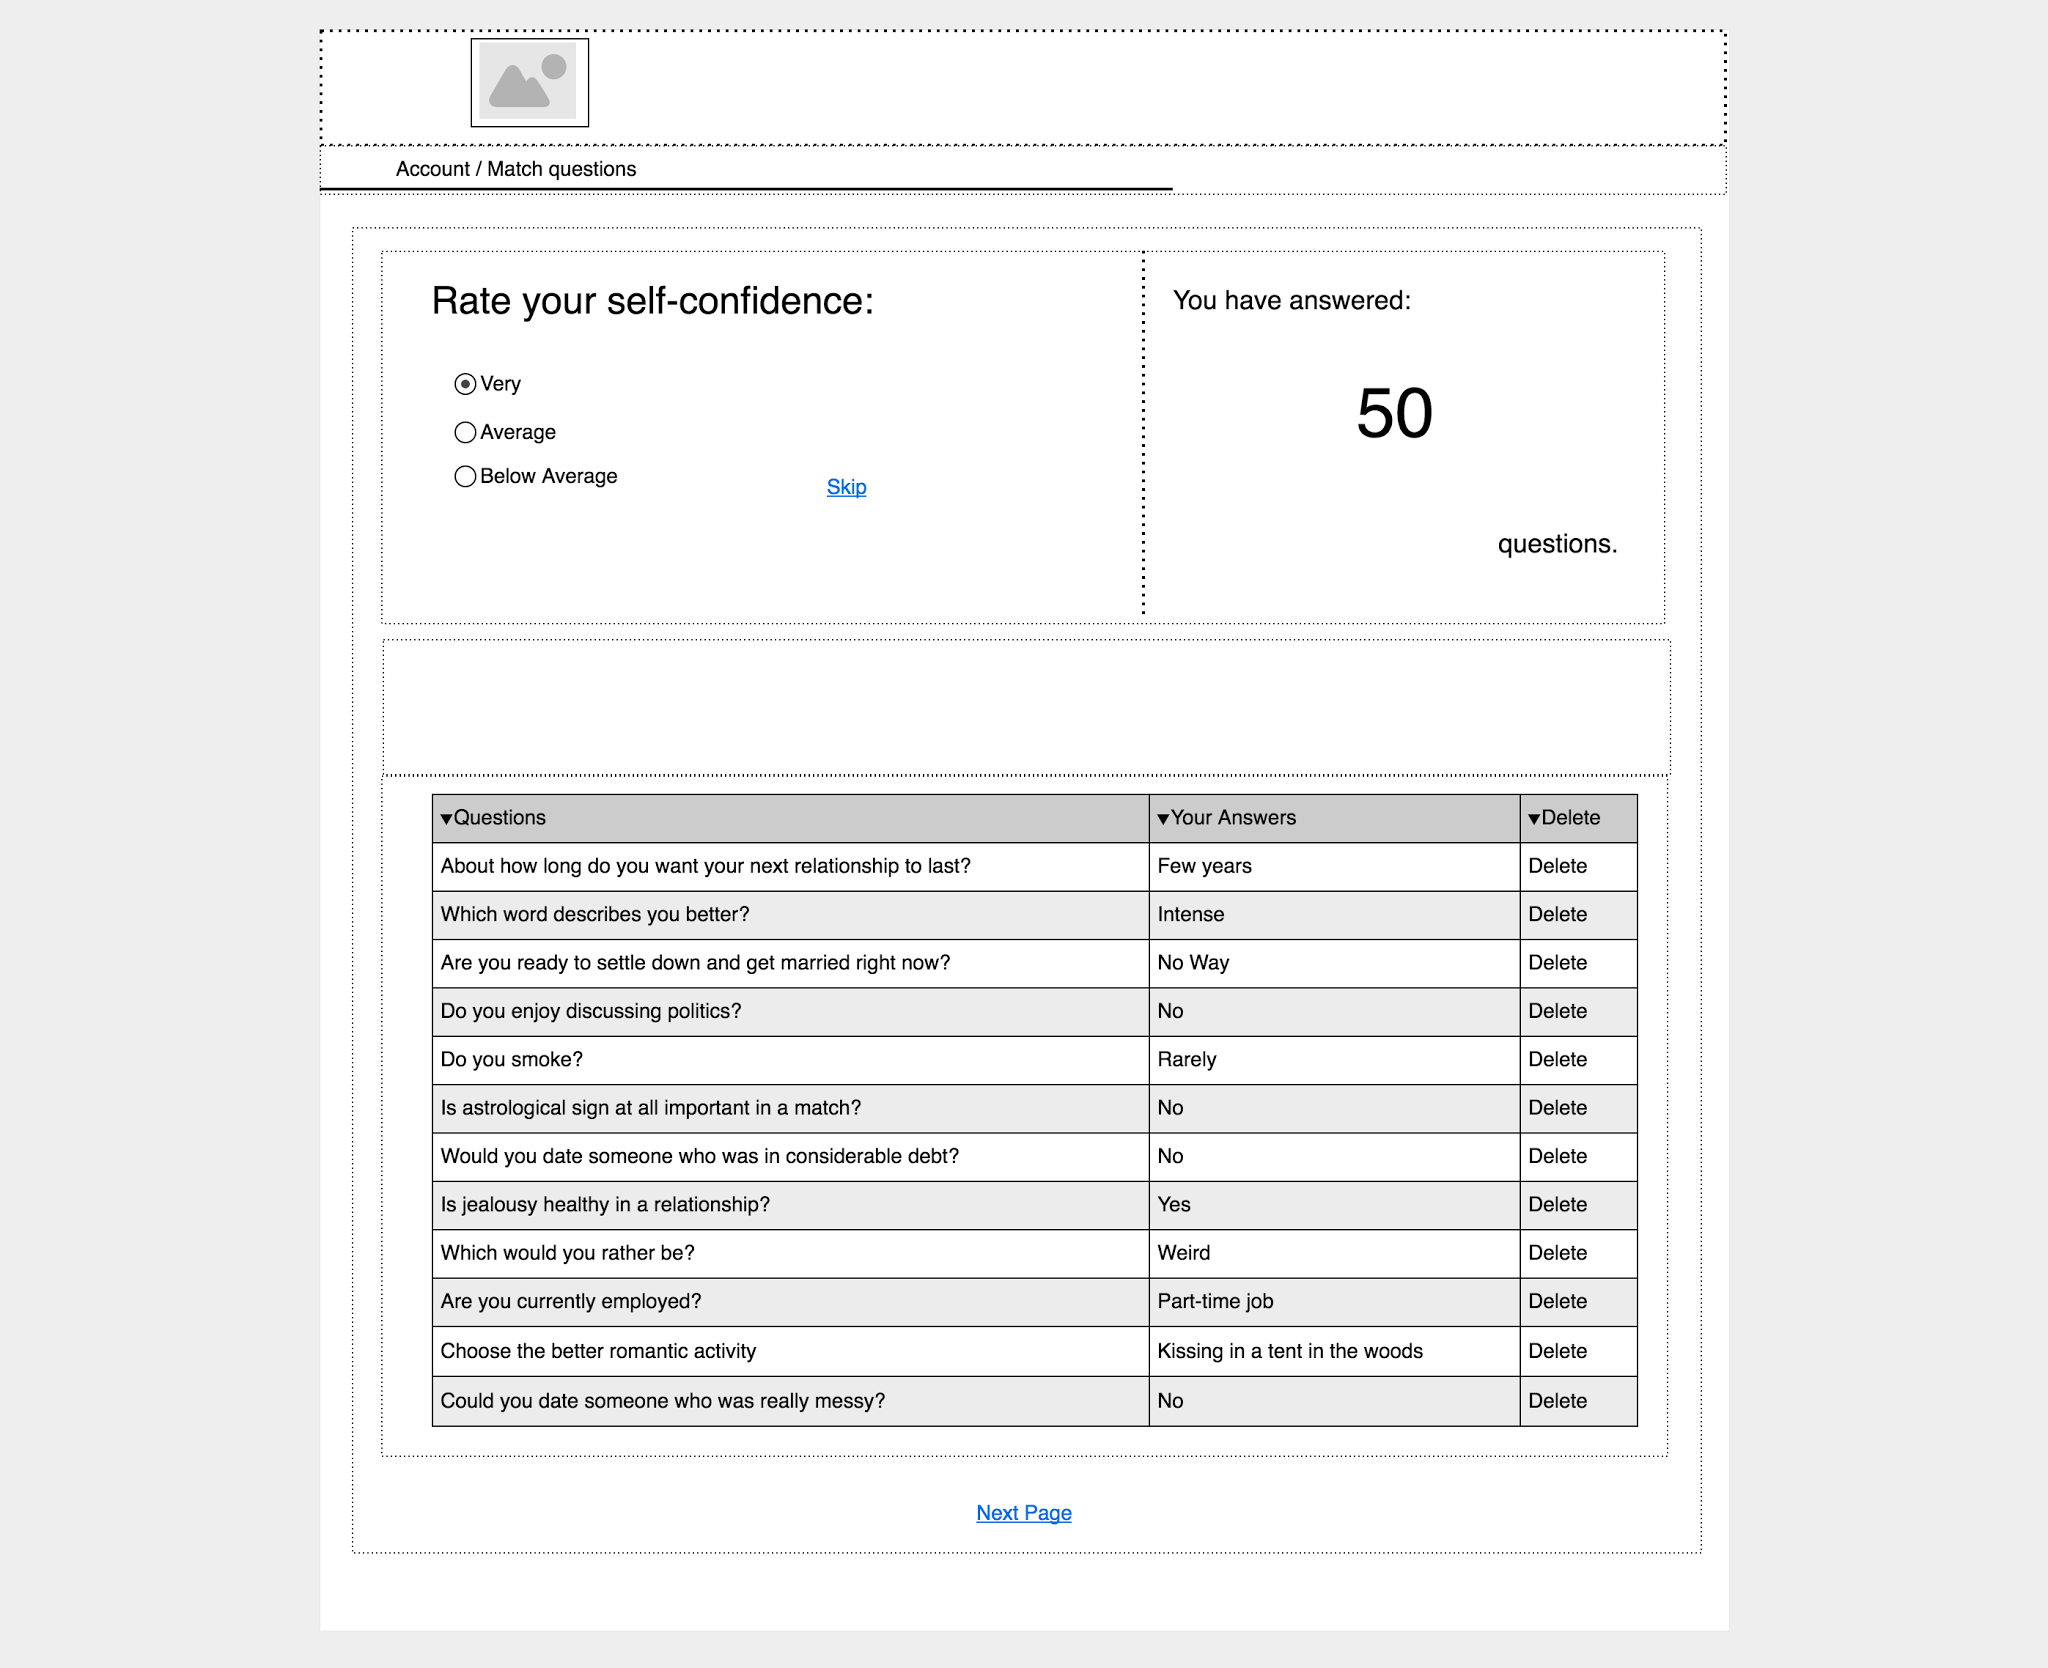 Account / Match questions
Rate your self-confidence:
You have answered:
Very
50
Average
Below Average
Skip
questions.
▼Questions ▼Your Answers ▼Delete
About how long do you want your next relationship to last? Few years Delete
Which word describes you better? Intense Delete
Are you ready to settle down and get married right now? No Way Delete
Do you enjoy discussing politics? No Delete
Do you smoke? Rarely Delete
Is astrological sign at all important in a match? No Delete
Would you date someone who was in considerable debt? No Delete
Is jealousy healthy in a relationship? Yes Delete
Which would you rather be? Weird Delete
Are you currently employed? Part-time job Delete
Choose the better romantic activity Kissing in a tent in the woods Delete
Could you date someone who was really messy? No Delete
Next Page